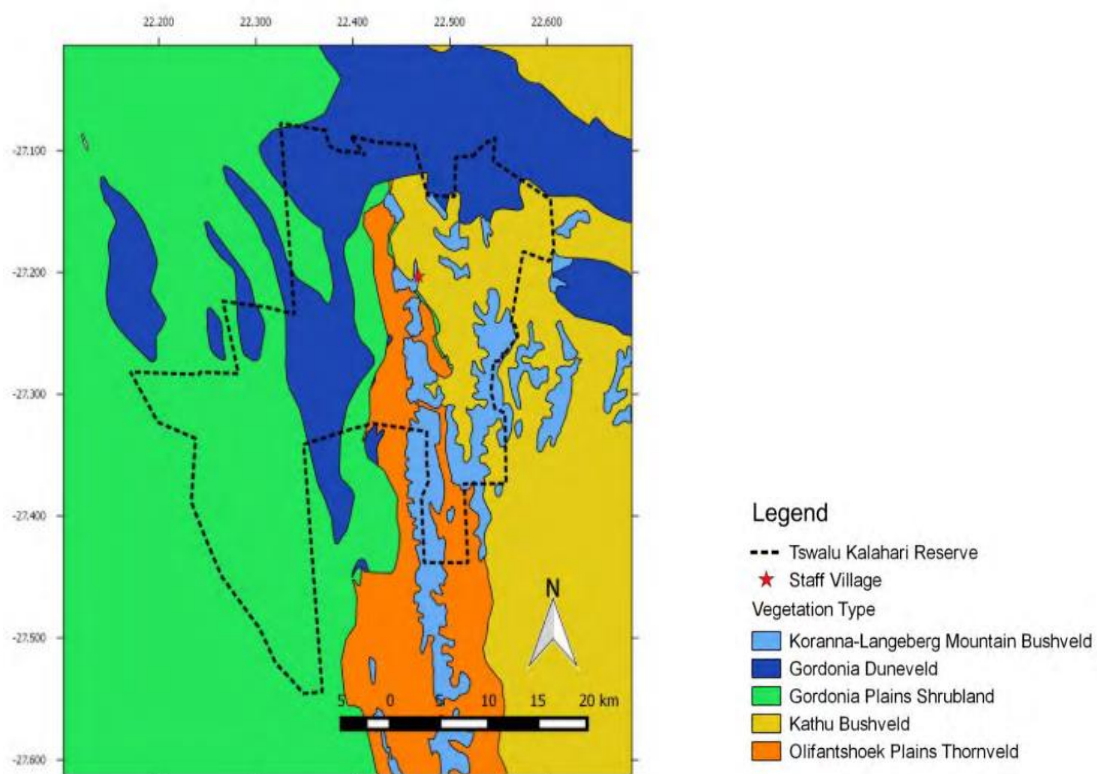 22.200 22.300 22.400 22.500 22.600
-27.100
-27.200
-27.300
-27.400
-27.500
-27.600
N
5 0 5 10 15 20 km
Legend
Tswalu Kalahari Reserve
Staff Village
Vegetation Type
Koranna-Langeberg Mountain Bushveld
Gordonia Duneveld
Gordonia Plains Shrubland
Kathu Bushveld
Olifantshoek Plains Thornveld